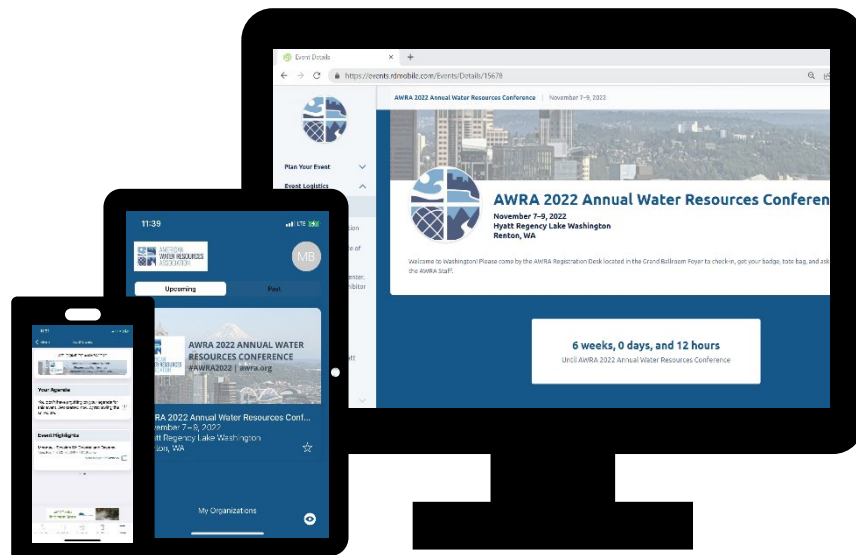 Event Details
https://events.rdmobile.com/Events/Details/15678
AWRA 2022 Annual Water Resources Conference | November 7-9, 2022
Plan Your Event
Event Logistics
AWRA 2022 Annual Water Resources Conferen
November 7–9, 2022
Hyatt Regency Lake Washington
Renton, WA
Welcome to Washington! Please come by the AWRA Registration Desk located in the Grand Ballroom Foyer to check-in, get your badge, tote bag, and ask
the AWRA Staff.
6 weeks, 0 days, and 12 hours
Until AWRA 2022 Annual Water Resources Conference
11:39
LTE
AMERICAN
WATER RESOURCES
ASSOCIATION
MB
Upcoming
Past
AWRA 2022 ANNUAL WATER
RESOURCES CONFERENCE
#AWRA2022 | awra.org
RA 2022 Annual Water Resources Conf...
vember 7–9, 2022
att Regency Lake Washington
ton, WA
My Organizations
Your Agenda
Event Highlights